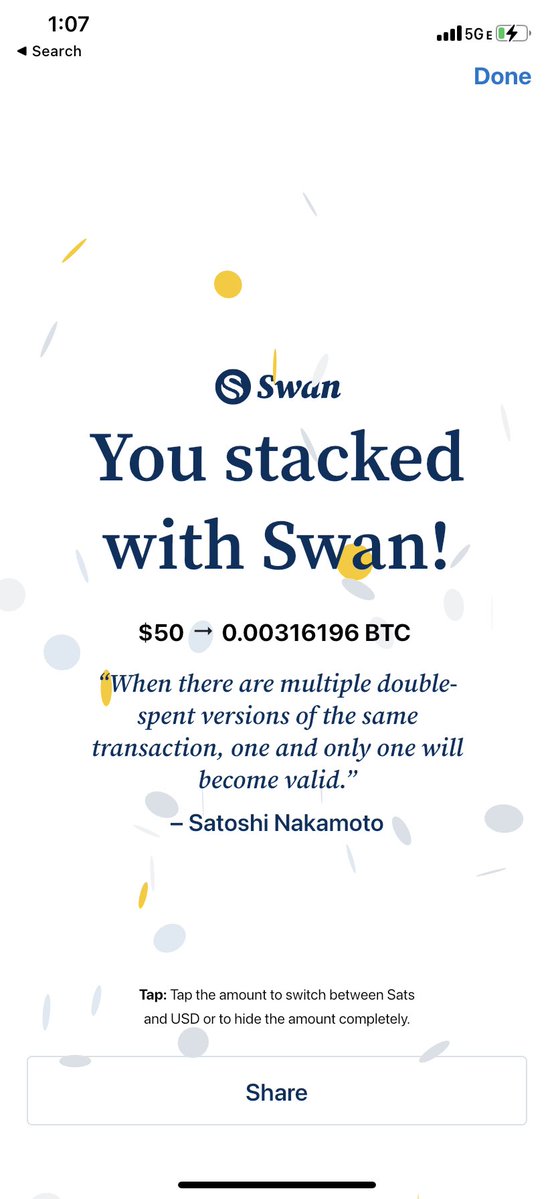 1:07
5G E
◀ Search
Done
Swan
You stacked
with Swan!
$50 → 0.00316196 BTC
“When there are multiple double-
spent versions of the same
transaction, one and only one will
become valid.”
– Satoshi Nakamoto
Tap: Tap the amount to switch between Sats
and USD or to hide the amount completely.
Share